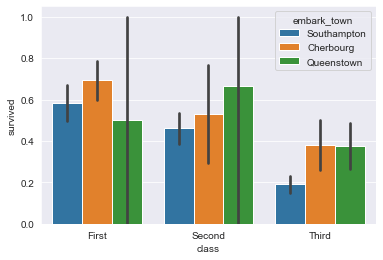 embark_town
Southampton
Cherbourg
Queenstown
survived
1.0
0.8
0.6
0.4
0.2
0.0
First
Second
Third
class